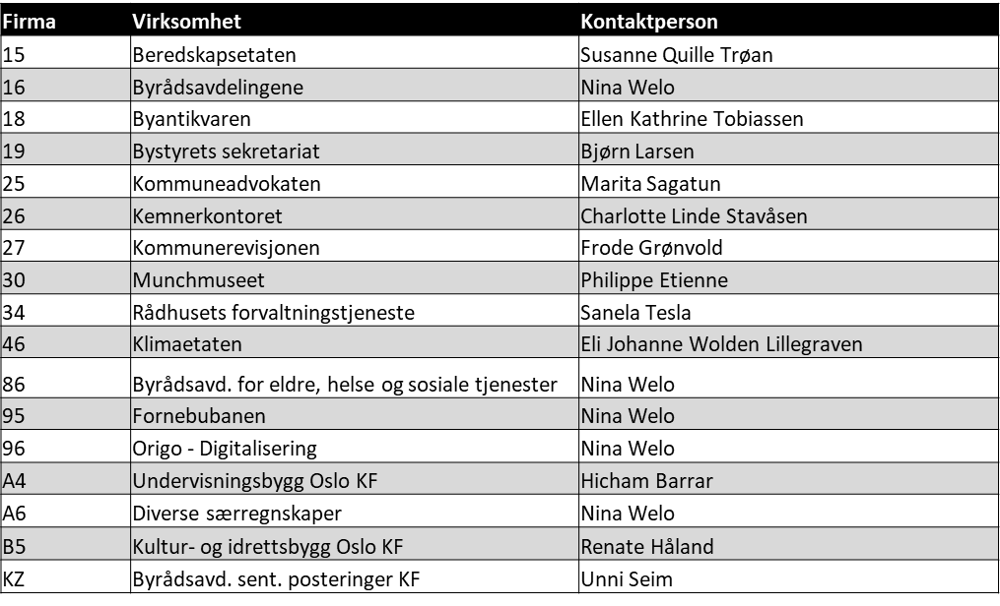 Firma Virksomhet Kontaktperson
15 Beredskapsetaten Susanne Quille Trøan
16 Byrådsavdelingene Nina Welo
18 Byantikvaren Ellen Kathrine Tobiassen
19 Bystyrets sekretariat Bjørn Larsen
25 Kommuneadvokaten Marita Sagatun
26 Kemnerkontoret Charlotte Linde Stavåsen
27 Kommunerevisjonen Frode Grønvold
30 Munchmuseet Philippe Etienne
34 Rådhusets forvaltningstjeneste Sanela Tesla
46 Klimaetaten Eli Johanne Wolden Lillegraven
86 Byrådsavd. for eldre, helse og sosiale tjenester Nina Welo
95 Fornebubanen Nina Welo
96 Origo - Digitalisering Nina Welo
A4 Undervisningsbygg Oslo KF Hicham Barrar
A6 Diverse særregnskaper Nina Welo
B5 Kultur- og idrettsbygg Oslo KF Renate Håland
KZ Byrådsavd. sent. posteringer KF Unni Seim